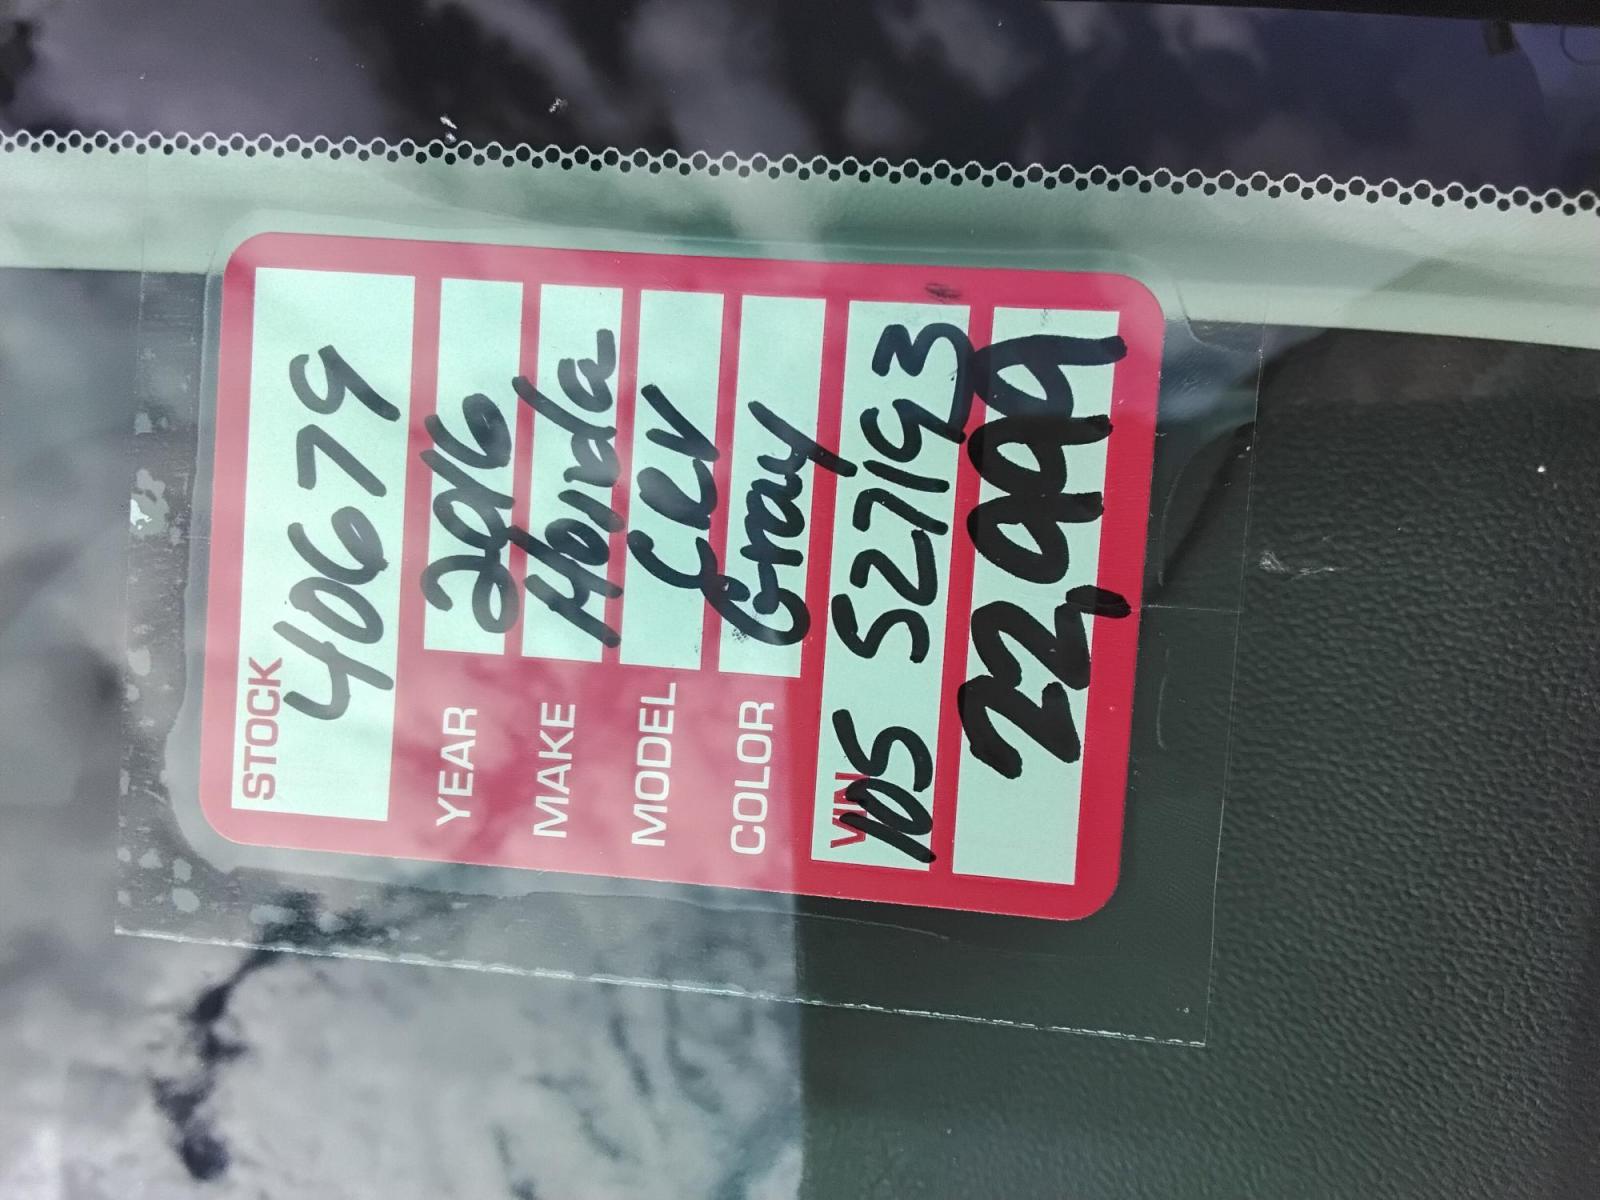 STOCK 40679
YEAR 2016
MAKE Honda
MODEL CRV
COLOR Gray
VIN 105 527193
22,999